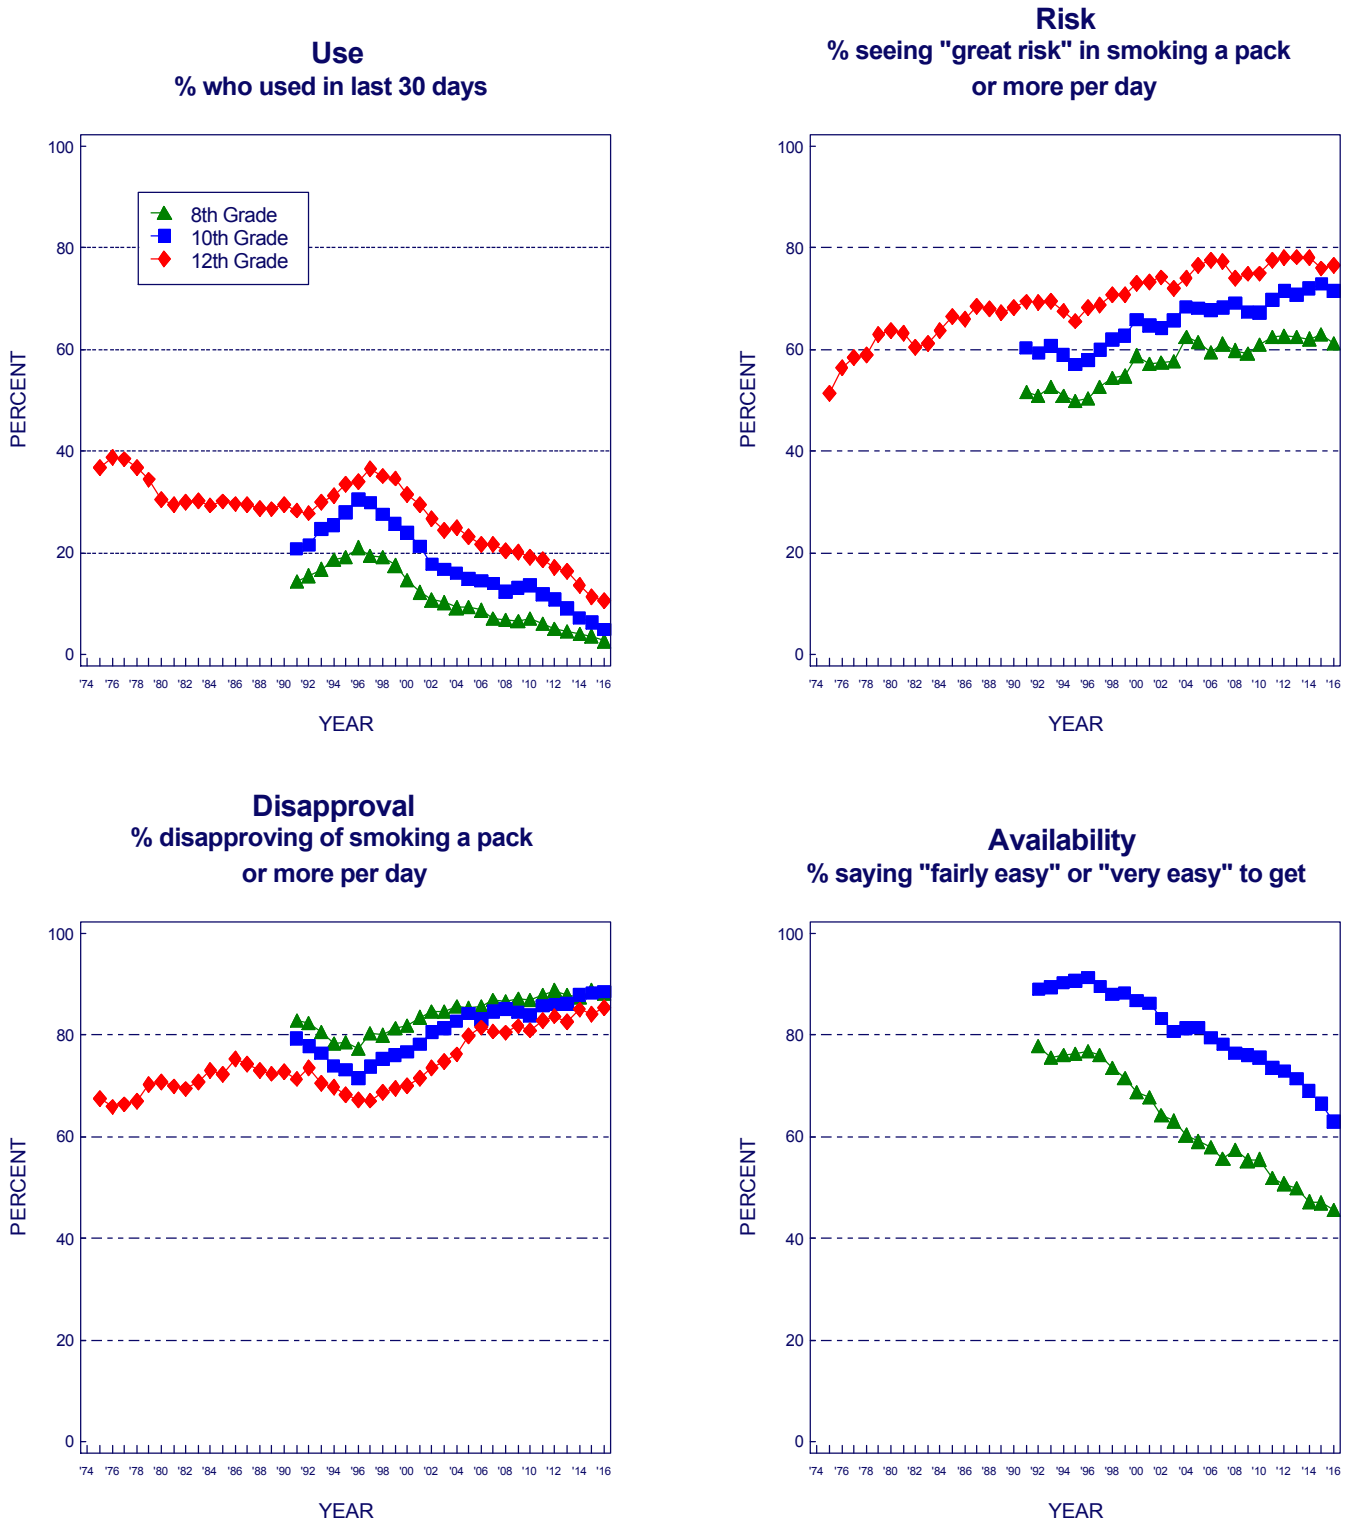 Use
% who used in last 30 days
100
80
60
40
20
0
PERCENT
8th Grade
10th Grade
12th Grade
'74 '76 '78 '80 '82 '84 '86 '88 '90 '92 '94 '96 '98 '00 '02 '04 '06 '08 '10 '12 '14 '16
YEAR
Risk
% seeing "great risk" in smoking a pack
or more per day
100
80
60
40
20
0
PERCENT
'74 '76 '78 '80 '82 '84 '86 '88 '90 '92 '94 '96 '98 '00 '02 '04 '06 '08 '10 '12 '14 '16
YEAR
Disapproval
% disapproving of smoking a pack
or more per day
100
80
60
40
20
0
PERCENT
'74 '76 '78 '80 '82 '84 '86 '88 '90 '92 '94 '96 '98 '00 '02 '04 '06 '08 '10 '12 '14 '16
YEAR
Availability
% saying "fairly easy" or "very easy" to get
100
80
60
40
20
0
PERCENT
'74 '76 '78 '80 '82 '84 '86 '88 '90 '92 '94 '96 '98 '00 '02 '04 '06 '08 '10 '12 '14 '16
YEAR